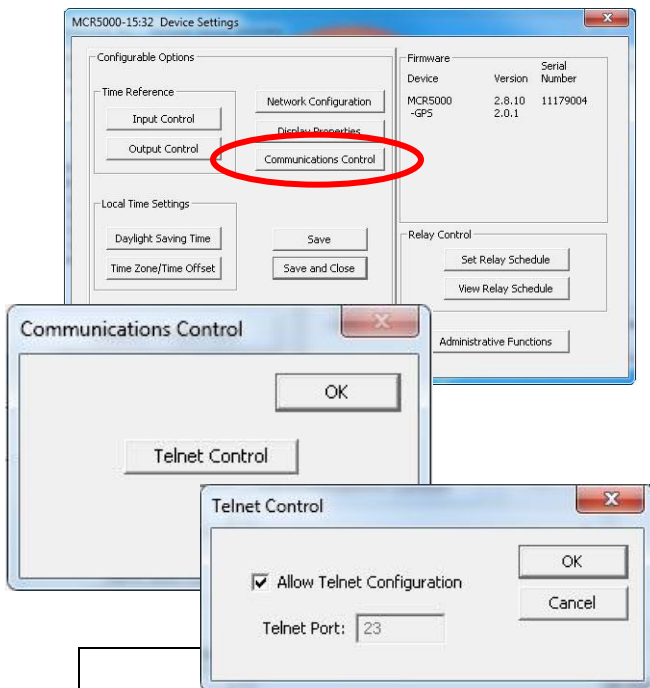 MCR5000-15:32 Device Settings
Configurable Options
Time Reference
Input Control
Output Control
Network Configuration
Display Properties
Communications Control
Local Time Settings
Daylight Saving Time
Time Zone/Time Offset
Save
Save and Close
Firmware
Device Version Serial Number
MCR5000 2.8.10 11179004
-GPS 2.0.1
Relay Control
Set Relay Schedule
View Relay Schedule
Administrative Functions
Communications Control
OK
Telnet Control
Telnet Control
Allow Telnet Configuration
Telnet Port: 23
OK
Cancel